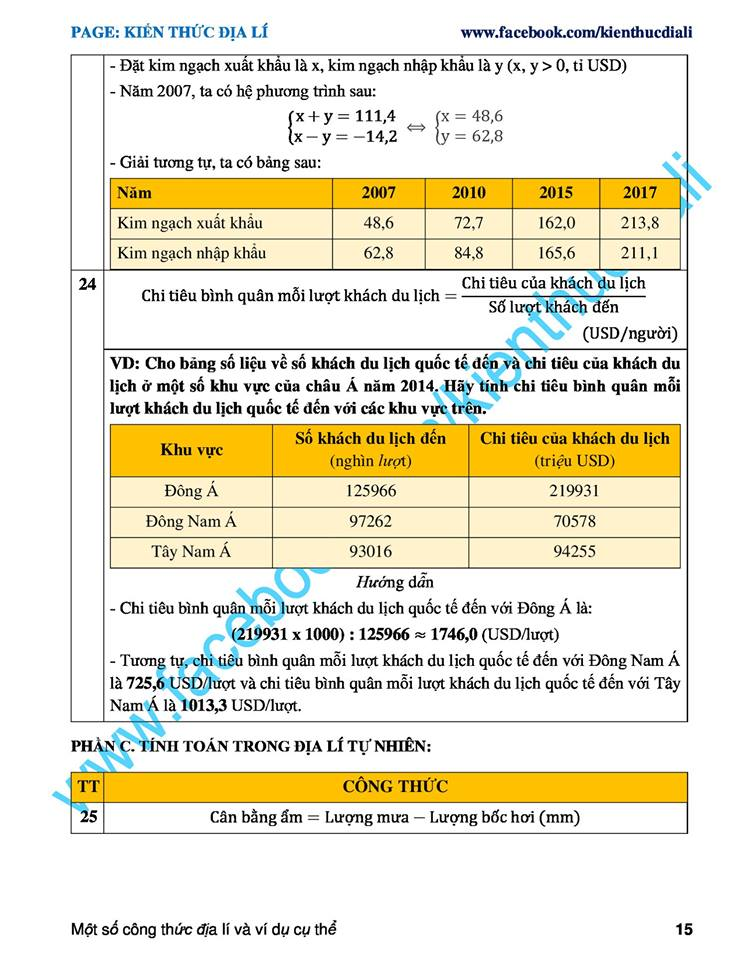 PAGE: KIẾN THỨC ĐỊA LÍ www.facebook.com/kienthucdiali
- Đặt kim ngạch xuất khẩu là x, kim ngạch nhập khẩu là y (x, y > 0, tỉ USD)
- Năm 2007, ta có hệ phương trình sau:
{x + y = 111,4 ⇔ {x = 48,6
{x − y = −14,2 {y = 62,8
- Giải tương tự, ta có bảng sau:
Năm 2007 2010 2015 2017
Kim ngạch xuất khẩu 48,6 72,7 162,0 213,8
Kim ngạch nhập khẩu 62,8 84,8 165,6 211,1
24 Chi tiêu bình quân mỗi lượt khách du lịch = Chi tiêu của khách du lịch
Số lượt khách đến
(USD/người)
VD: Cho bảng số liệu về số khách du lịch quốc tế đến và chi tiêu của khách du
lịch ở một số khu vực của châu Á năm 2014. Hãy tính chi tiêu bình quân mỗi
lượt khách du lịch quốc tế đến với các khu vực trên.
Khu vực Số khách du lịch đến Chi tiêu của khách du lịch
(nghìn lượt) (triệu USD)
Đông Á 125966 219931
Đông Nam Á 97262 70578
Tây Nam Á 93016 94255
Hướng dẫn
- Chi tiêu bình quân mỗi lượt khách du lịch quốc tế đến với Đông Á là:
(219931 x 1000) : 125966 ≈ 1746,0 (USD/lượt)
- Tương tự, chi tiêu bình quân mỗi lượt khách du lịch quốc tế đến với Đông Nam Á
là 725,6 USD/lượt và chi tiêu bình quân mỗi lượt khách du lịch quốc tế đến với Tây
Nam Á là 1013,3 USD/lượt.
PHẦN C. TÍNH TOÁN TRONG ĐỊA LÍ TỰ NHIÊN:
TT CÔNG THỨC
25 Cân bằng ẩm = Lượng mưa − Lượng bốc hơi (mm)
Một số công thức địa lí và ví dụ cụ thể 15